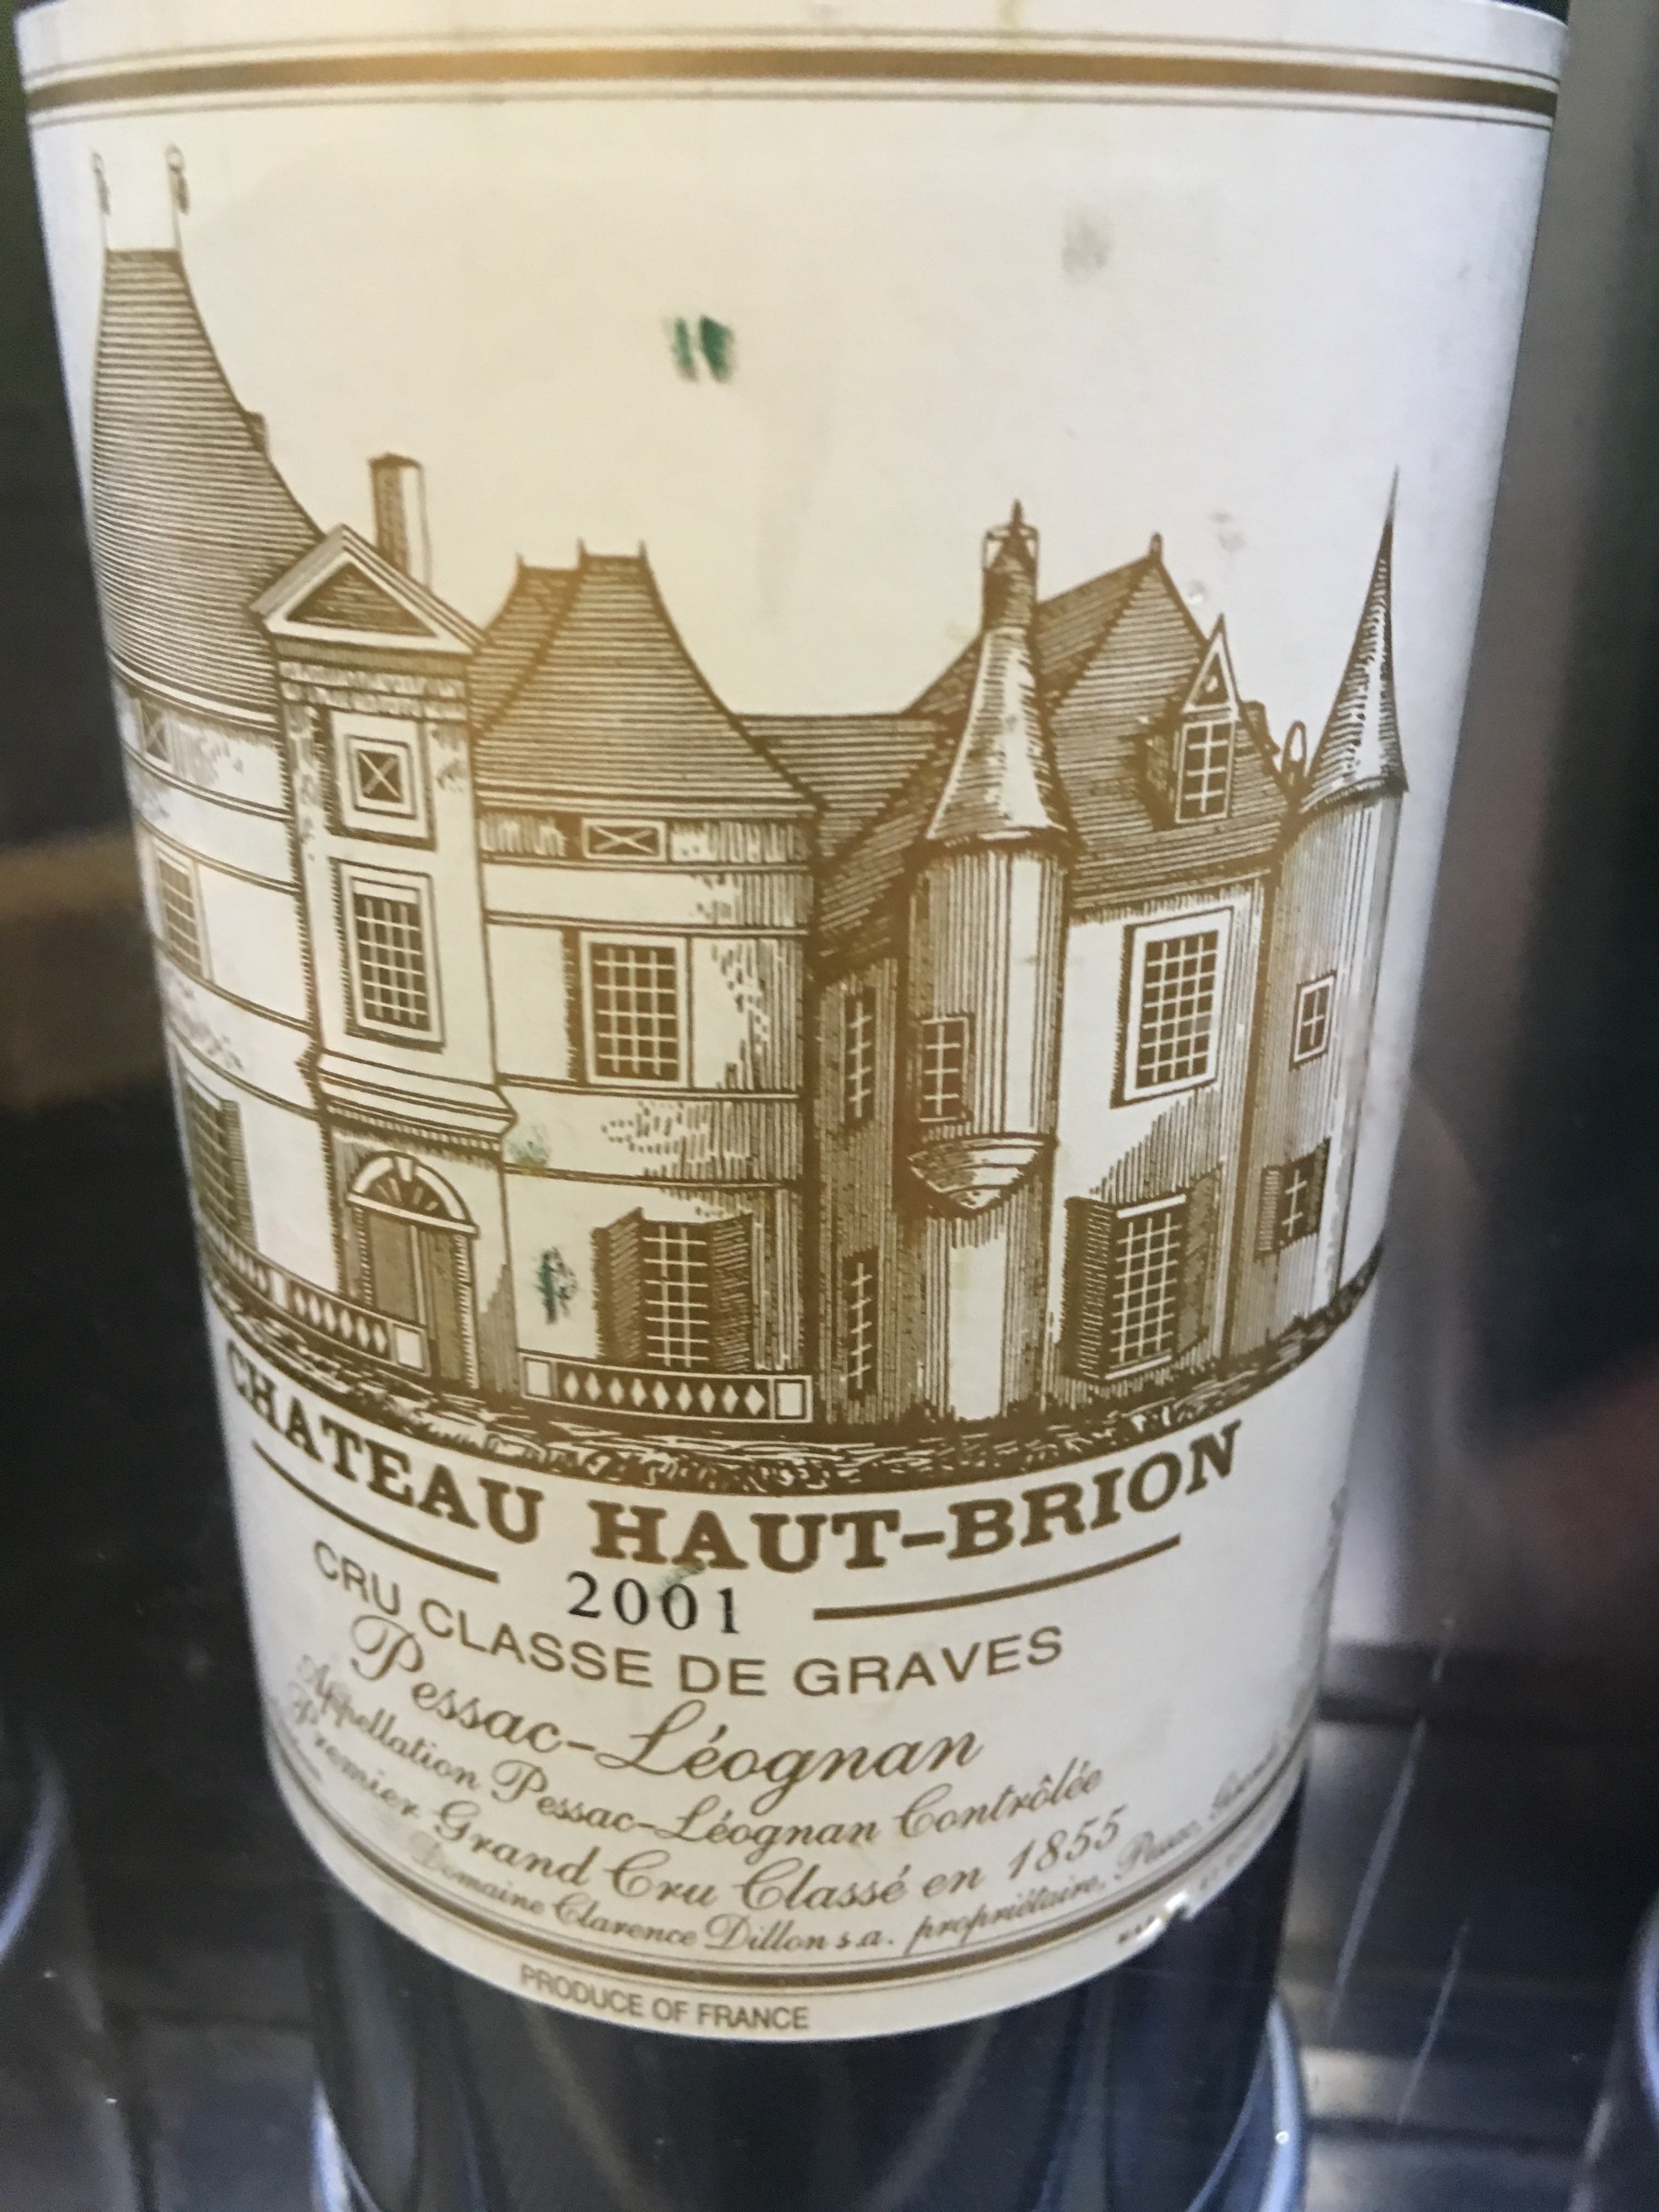 CHATEAU HAUT-BRION
2001
CRU CLASSE DE GRAVES
Pessac-Léognan
Appellation Pessac-Léognan Contrôlée
Premier Grand Cru Classé en 1855
Domaine Clarence Dillon s.a. propriétaire, Pessac,
PRODUCE OF FRANCE